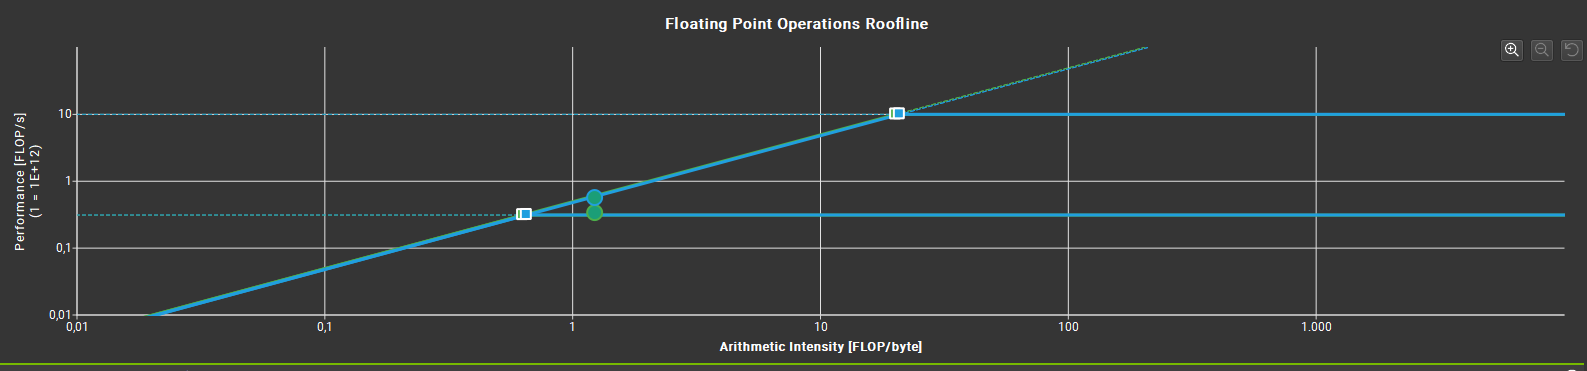 Floating Point Operations Roofline
Performance [FLOP/s]
(1 = 1E+12)
10
1
0,1
0,01
0,01
0,1
1
10
100
1.000
Arithmetic Intensity [FLOP/byte]